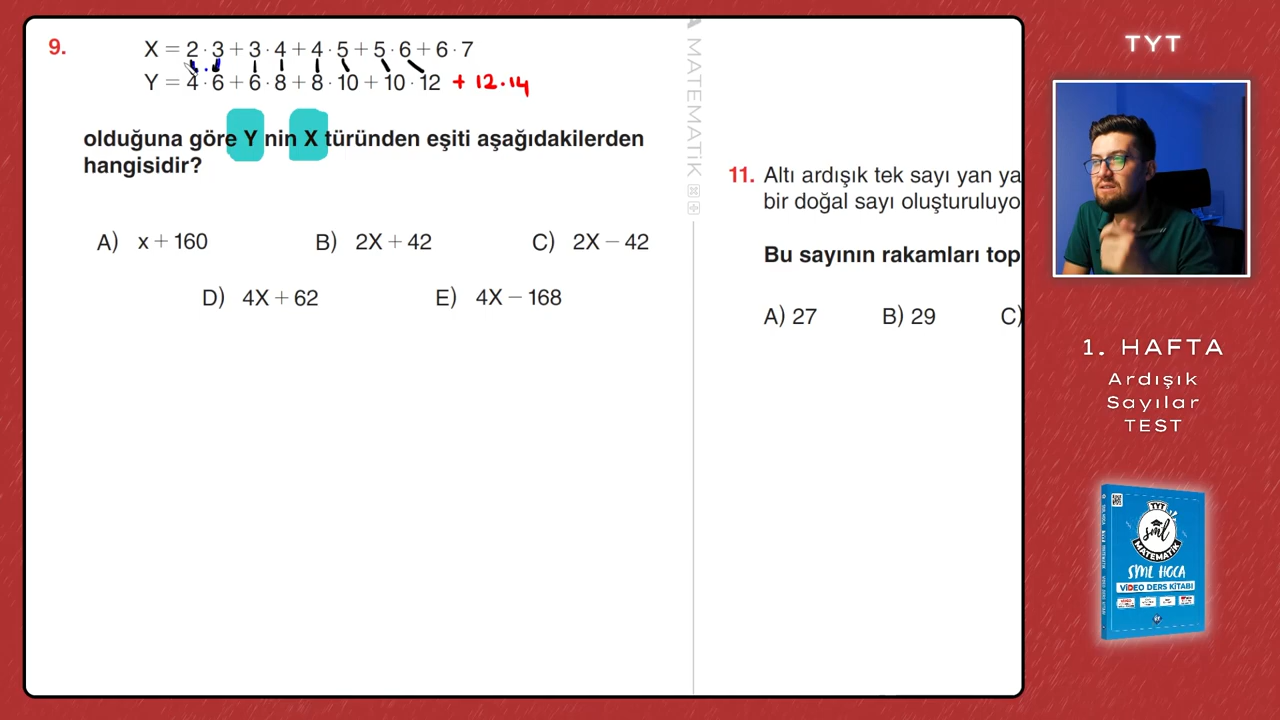 9.
X = 2 · 3 + 3 · 4 + 4 · 5 + 5 · 6 + 6 · 7
Y = 4 · 6 + 6 · 8 + 8 · 10 + 10 · 12 + 12 · 14
olduğuna göre Y nin X türünden eşiti aşağıdakilerden
hangisidir?
A) x + 160
B) 2X + 42
C) 2X − 42
D) 4X + 62
E) 4X − 168
MATEMATİK
11. Altı ardışık tek sayı yan ya
bir doğal sayı oluşturuluyo
Bu sayının rakamları top
A) 27
B) 29
C)
TYT
1. HAFTA
Ardışık
Sayılar
TEST
TYT
sml
MATEMATİK
SML HOCA
VİDEO DERS KİTABI